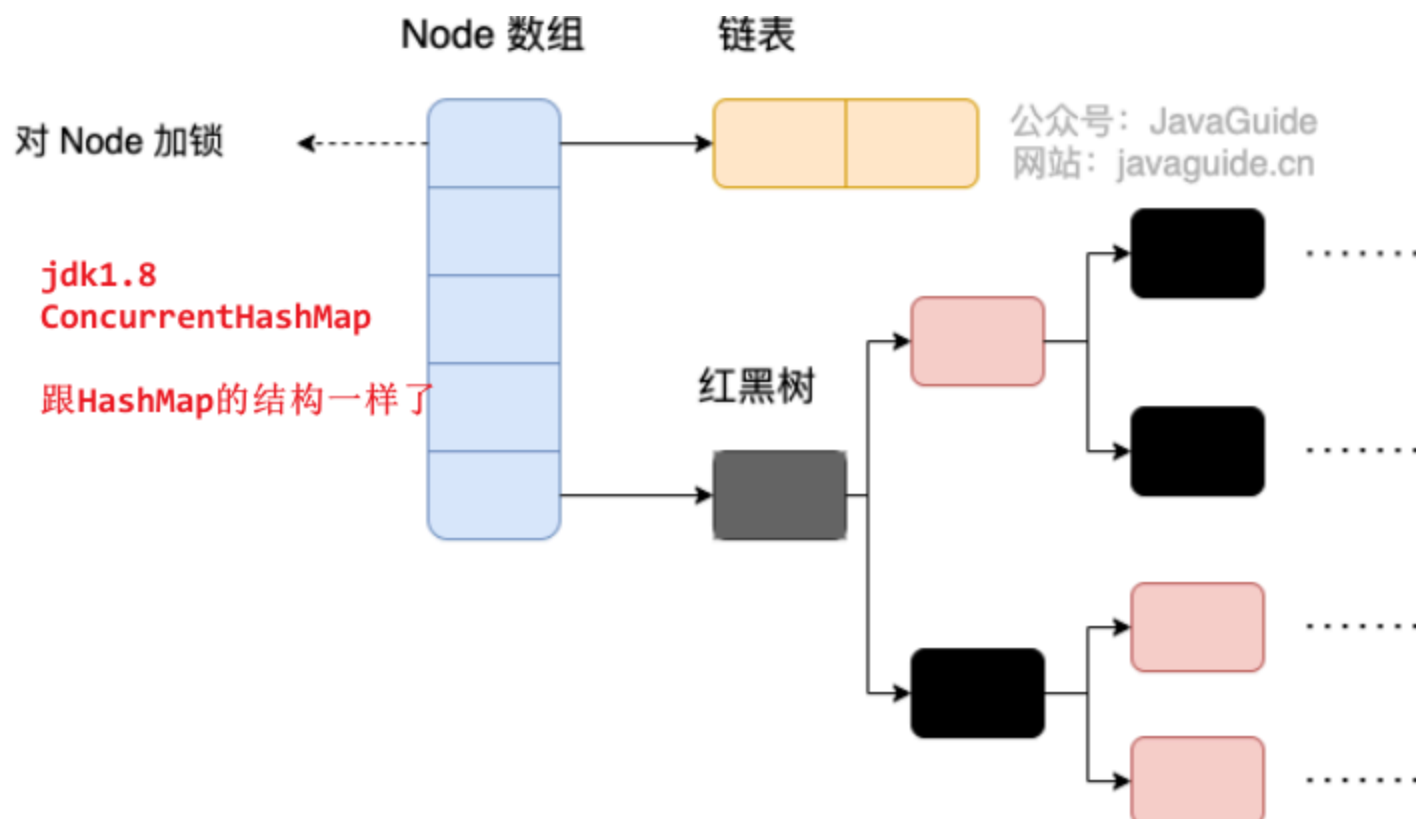 Node 数组
链表
对 Node 加锁
公众号：JavaGuide
网站：javaguide.cn
jdk1.8
ConcurrentHashMap
跟HashMap的结构一样了
红黑树